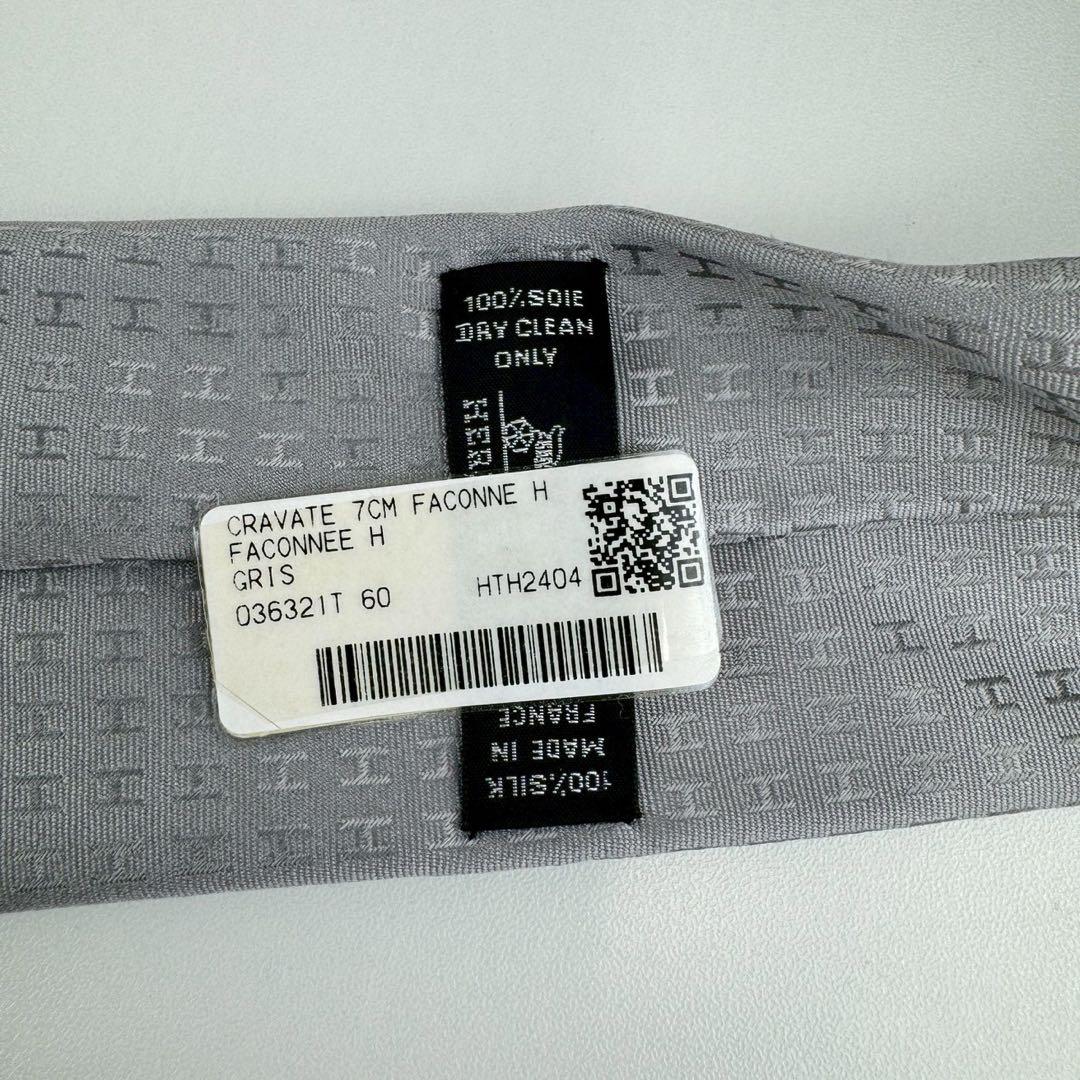 100%SOIE
DRY CLEAN
ONLY
CRAVATE 7CM FACONNE H
FACONNEE H
GRIS
036321T 60
HTH2404
100%SILK
MADE IN
FRANCE